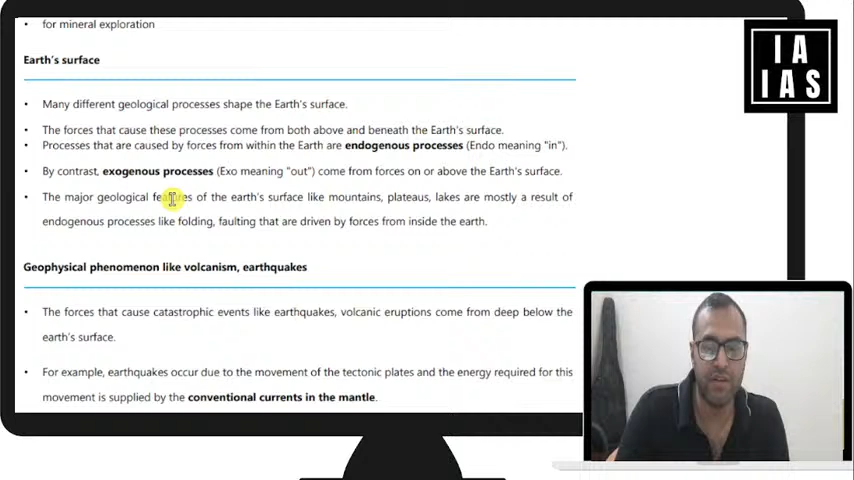 • for mineral exploration
Earth's surface
• Many different geological processes shape the Earth's surface.
• The forces that cause these processes come from both above and beneath the Earth's surface.
• Processes that are caused by forces from within the Earth are endogenous processes (Endo meaning "in").
• By contrast, exogenous processes (Exo meaning "out") come from forces on or above the Earth's surface.
• The major geological features of the earth's surface like mountains, plateaus, lakes are mostly a result of
endogenous processes like folding, faulting that are driven by forces from inside the earth.
Geophysical phenomenon like volcanism, earthquakes
• The forces that cause catastrophic events like earthquakes, volcanic eruptions come from deep below the
earth's surface.
• For example, earthquakes occur due to the movement of the tectonic plates and the energy required for this
movement is supplied by the conventional currents in the mantle.
IA
IAS